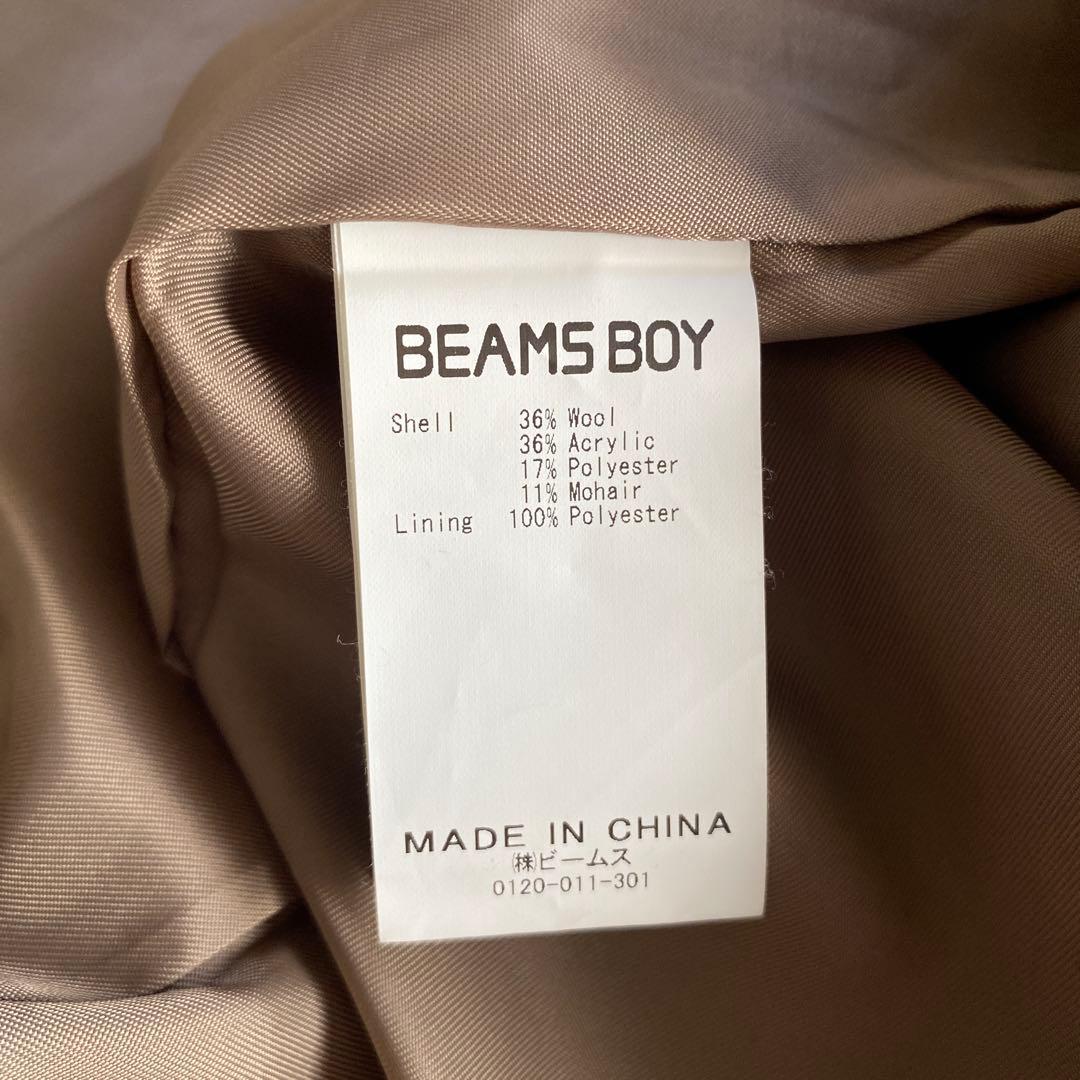 BEAMS BOY
Shell 36% Wool
36% Acrylic
17% Polyester
11% Mohair
Lining 100% Polyester
MADE IN CHINA
㈱ビームス
0120-011-301